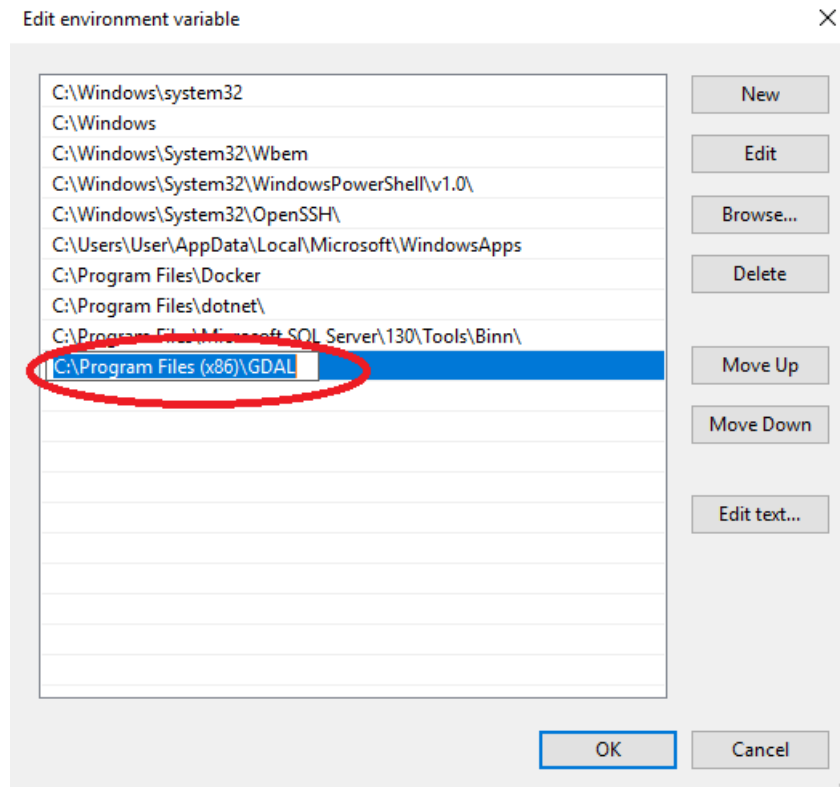 Edit environment variable
C:\Windows\system32
C:\Windows
C:\Windows\System32\Wbem
C:\Windows\System32\WindowsPowerShell\v1.0\
C:\Windows\System32\OpenSSH\
C:\Users\User\AppData\Local\Microsoft\WindowsApps
C:\Program Files\Docker
C:\Program Files\dotnet\
C:\Program Files\Microsoft SQL Server\130\Tools\Binn\
C:\Program Files (x86)\GDAL
New
Edit
Browse...
Delete
Move Up
Move Down
Edit text...
OK
Cancel